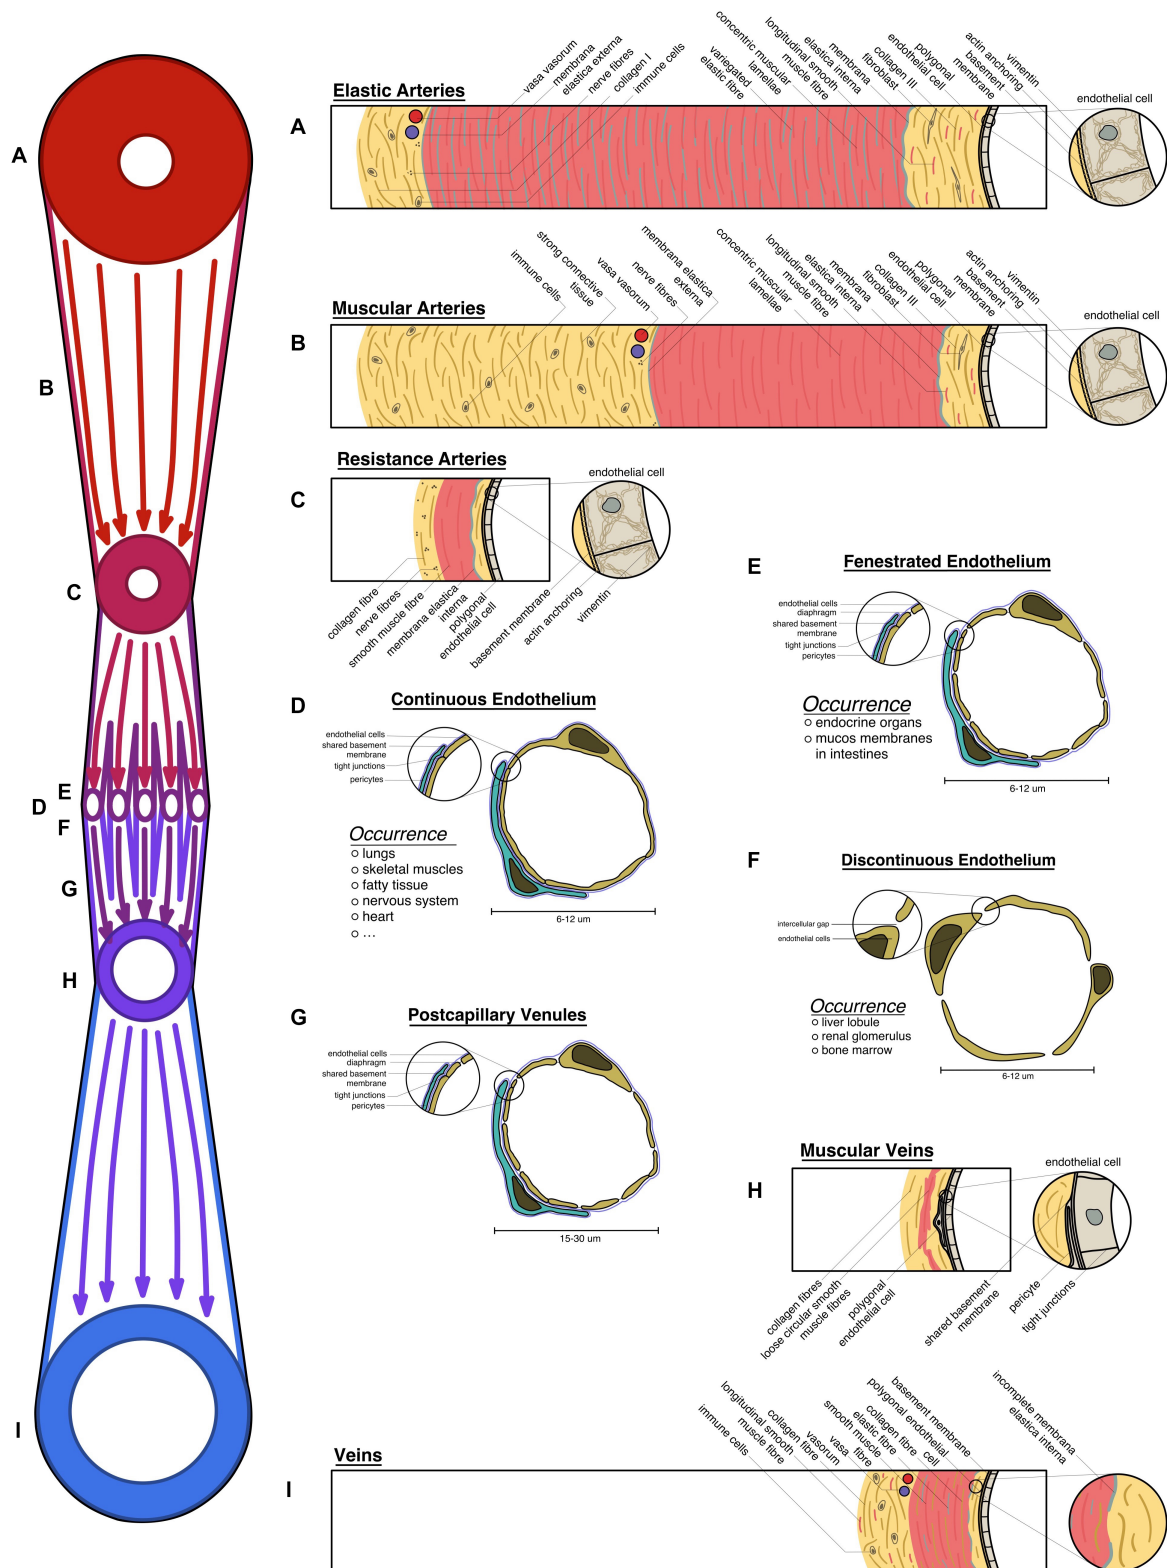 A
B
C
E
D
F
G
H
I
Elastic Arteries
A
vasa vasorum
membrana
elastica externa
nerve fibres
collagen I
immune cells
variegated
elastic fibre
concentric muscular
lamellae
longitudinal smooth
muscle fibre
elastica interna
membrana
fibroblast
collagen III
endothelial cell
polygonal
membrane
basement
actin anchoring
vimentin
endothelial cell
Muscular Arteries
B
immune cells
strong connective
tissue
vasa vasorum
nerve fibres
membrana elastica
externa
concentric muscular
lamellae
longitudinal smooth
muscle fibre
elastica interna
membrana
fibroblast
collagen III
endothelial cell
polygonal
membrane
basement
actin anchoring
vimentin
endothelial cell
Resistance Arteries
C
endothelial cell
collagen fibre
nerve fibres
smooth muscle fibre
membrana elastica
interna
polygonal
endothelial cell
basement membrane
actin anchoring
vimentin
D
Continuous Endothelium
endothelial cells
shared basement
membrane
tight junctions
pericytes
Occurrence
lungs
skeletal muscles
fatty tissue
nervous system
heart
...
6-12 um
E
Fenestrated Endothelium
endothelial cells
diaphragm
shared basement
membrane
tight junctions
pericytes
Occurrence
endocrine organs
mucos membranes
in intestines
6-12 um
F
Discontinuous Endothelium
intercellular gap
endothelial cells
Occurrence
liver lobule
renal glomerulus
bone marrow
6-12 um
G
Postcapillary Venules
endothelial cells
diaphragm
shared basement
membrane
tight junctions
pericytes
15-30 um
H
Muscular Veins
endothelial cell
collagen fibres
loose circular smooth
muscle fibres
polygonal
endothelial cell
shared basement
membrane
pericyte
tight junctions
I
Veins
immune cells
longitudinal smooth
muscle fibre
collagen fibre
vasorum
vasa
fibre
smooth muscle
elastic fibre
collagen fibre
cell
polygonal endothelial
basement membrane
incomplete membrana
elastica interna